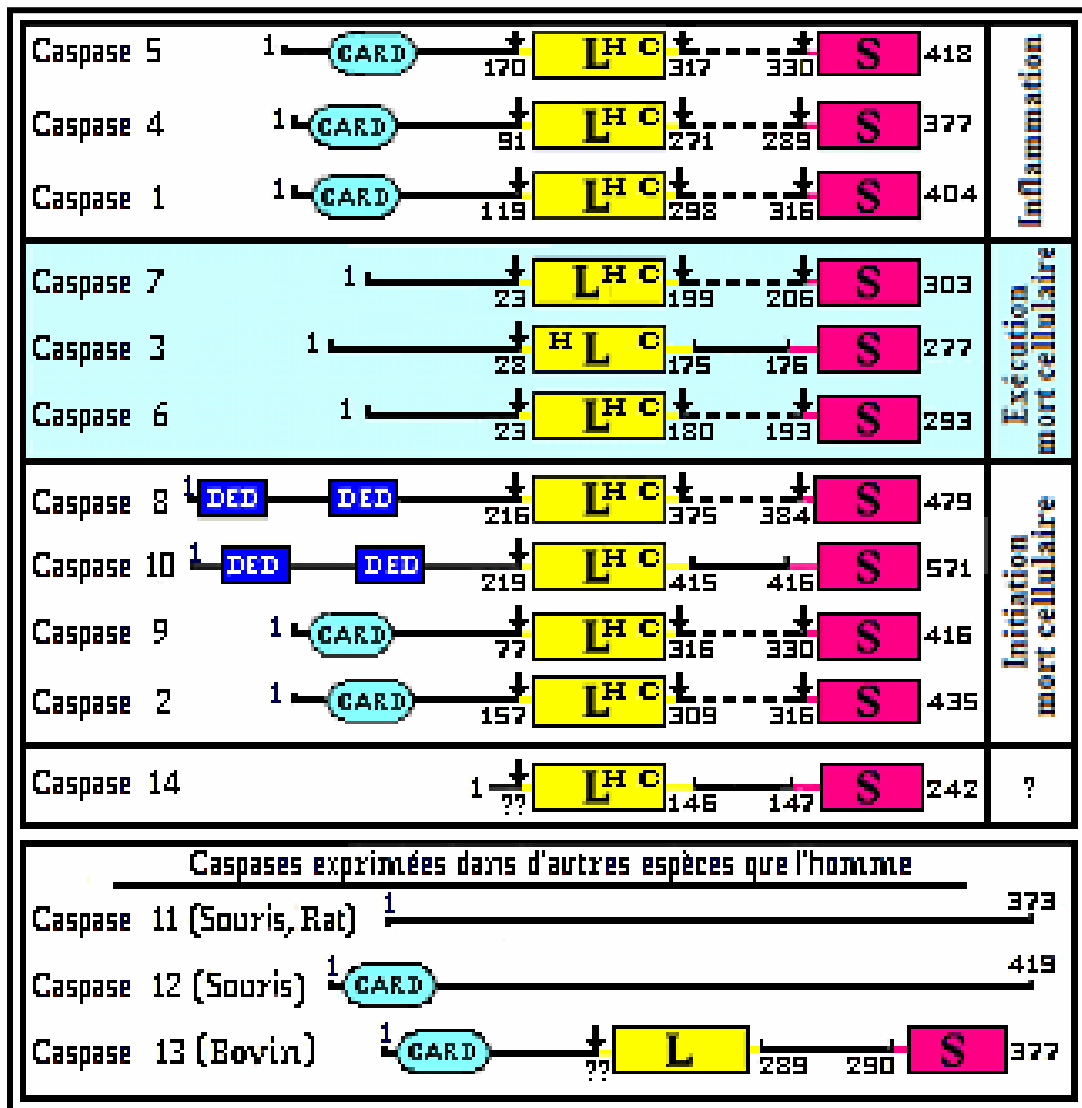 Caspase 5 1 CARD 170 L H C 317 330 S 418
Caspase 4 1 CARD 91 L H C 271 289 S 377
Caspase 1 1 CARD 119 L H C 298 316 S 404
Inflammation
Caspase 7 1 23 L H C 199 206 S 303
Caspase 3 1 28 H L C 175 176 S 277
Caspase 6 1 23 L H C 180 193 S 293
Exécution
mort cellulaire
Caspase 8 1 DED DED 216 L H C 375 384 S 479
Caspase 10 1 DED DED 219 L H C 415 416 S 571
Caspase 9 1 CARD 77 L H C 316 330 S 416
Caspase 2 1 CARD 157 L H C 309 316 S 435
Initiation
mort cellulaire
Caspase 14 1 ?? L H C 146 147 S 242 ?
Caspases exprimées dans d'autres espèces que l'homme
Caspase 11 (Souris, Rat) 1 373
Caspase 12 (Souris) 1 CARD 419
Caspase 13 (Bovin) 1 CARD ?? L 289 290 S 377